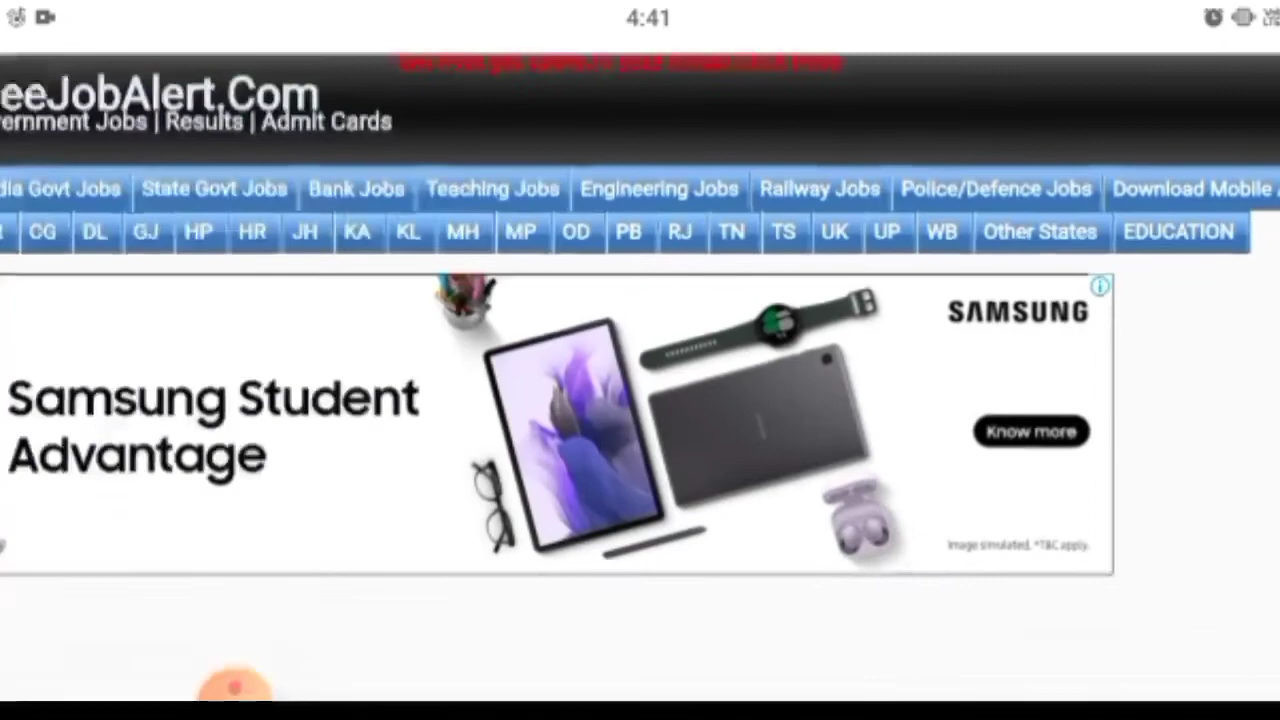 4:41
eeJobAlert.Com
ernment Jobs | Results | Admit Cards
dia Govt Jobs State Govt Jobs Bank Jobs Teaching Jobs Engineering Jobs Railway Jobs Police/Defence Jobs Download Mobile
CG DL GJ HP HR JH KA KL MH MP OD PB RJ TN TS UK UP WB Other States EDUCATION
SAMSUNG
Samsung Student
Advantage
Know more
Image simulated. *T&C apply.